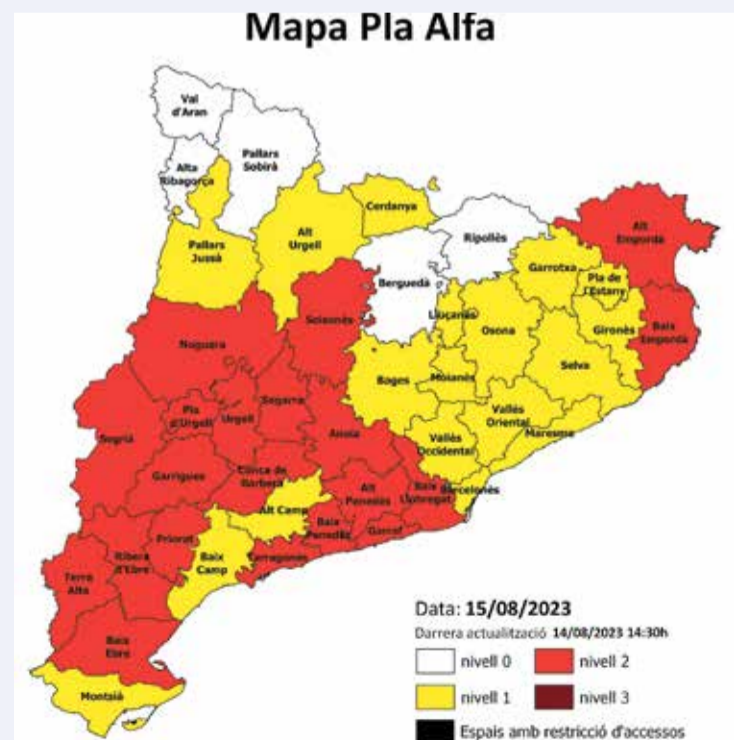 Mapa Pla Alfa
Val
d'Aran
Pallars
Sobirà
Alta
Ribagorça
Cerdanya
Alt
Urgell
Ripollès
Alt
Empordà
Pallars
Jussà
Garrotxa
Berguedà
Pla de
l'Estany
Lluçanès
Solsonès
Osona
Gironès
Baix
Empordà
Noguera
Selva
Bages
Moianès
Segarra
Pla
d'Urgell
Urgell
Vallès
Oriental
Segrià
Anoia
Maresme
Vallès
Occidental
Garrigues
Conca de
Barberà
Alt
Penedès
Baix
Llobregat
Barcelonès
Alt Camp
Baix
Penedès
Garraf
Priorat
Ribera
d'Ebre
Baix
Camp
Tarragonès
Terra
Alta
Baix
Ebre
Montsià
Data: 15/08/2023
Darrera actualització 14/08/2023 14:30h
nivell 0 nivell 2
nivell 1 nivell 3
Espais amb restricció d'accessos